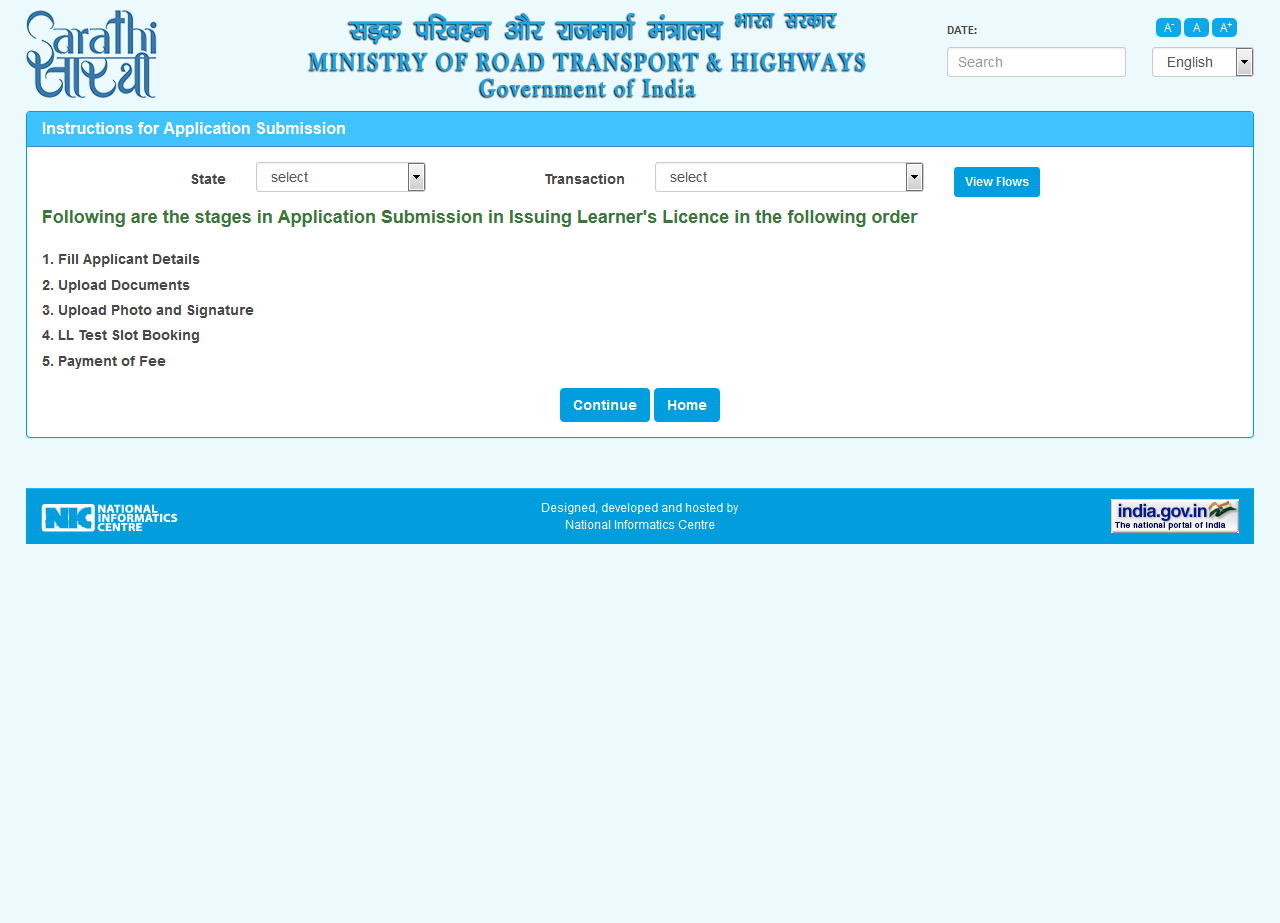 Sarathi
सारथी
सड़क परिवहन और राजमार्ग मंत्रालय भारत सरकार
MINISTRY OF ROAD TRANSPORT & HIGHWAYS
Government of India
DATE:
A- A A+
Search
English
Instructions for Application Submission
State select Transaction select View Flows
Following are the stages in Application Submission in Issuing Learner's Licence in the following order
1. Fill Applicant Details
2. Upload Documents
3. Upload Photo and Signature
4. LL Test Slot Booking
5. Payment of Fee
Continue Home
NIC NATIONAL
INFORMATICS
CENTRE
Designed, developed and hosted by
National Informatics Centre
india.gov.in
The national portal of India